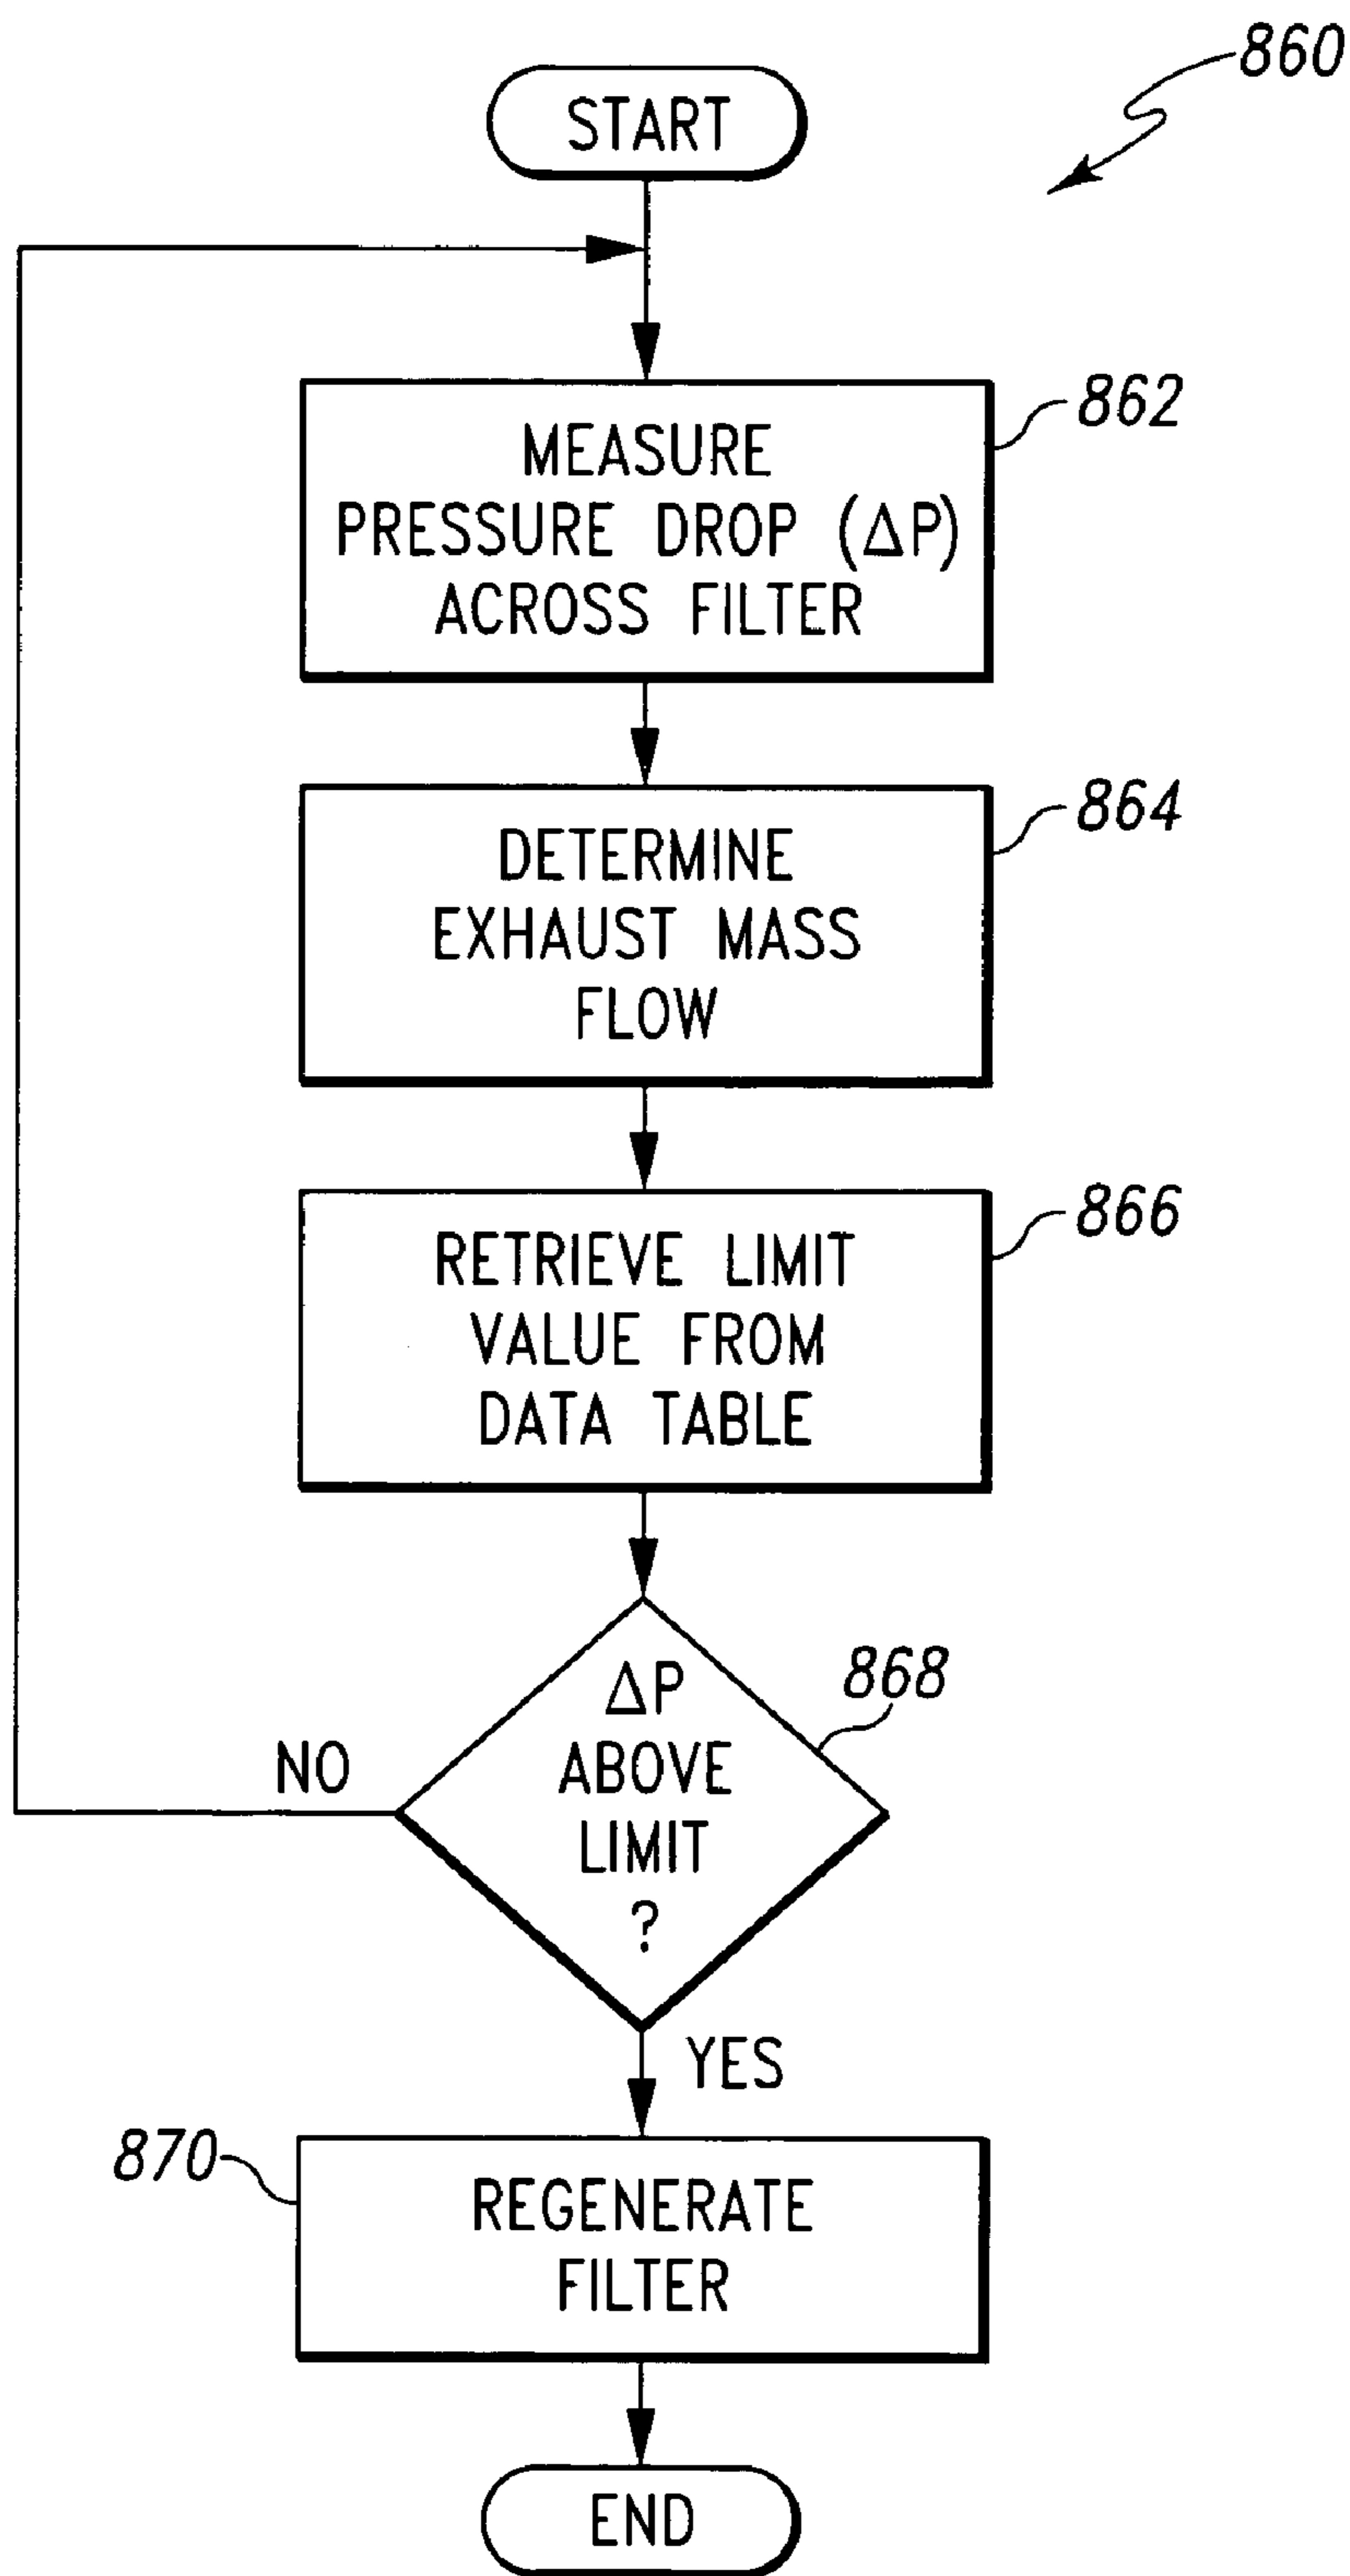 860
START
862
MEASURE
PRESSURE DROP (ΔP)
ACROSS FILTER
864
DETERMINE
EXHAUST MASS
FLOW
866
RETRIEVE LIMIT
VALUE FROM
DATA TABLE
868
ΔP
ABOVE
LIMIT
?
NO
YES
870
REGENERATE
FILTER
END